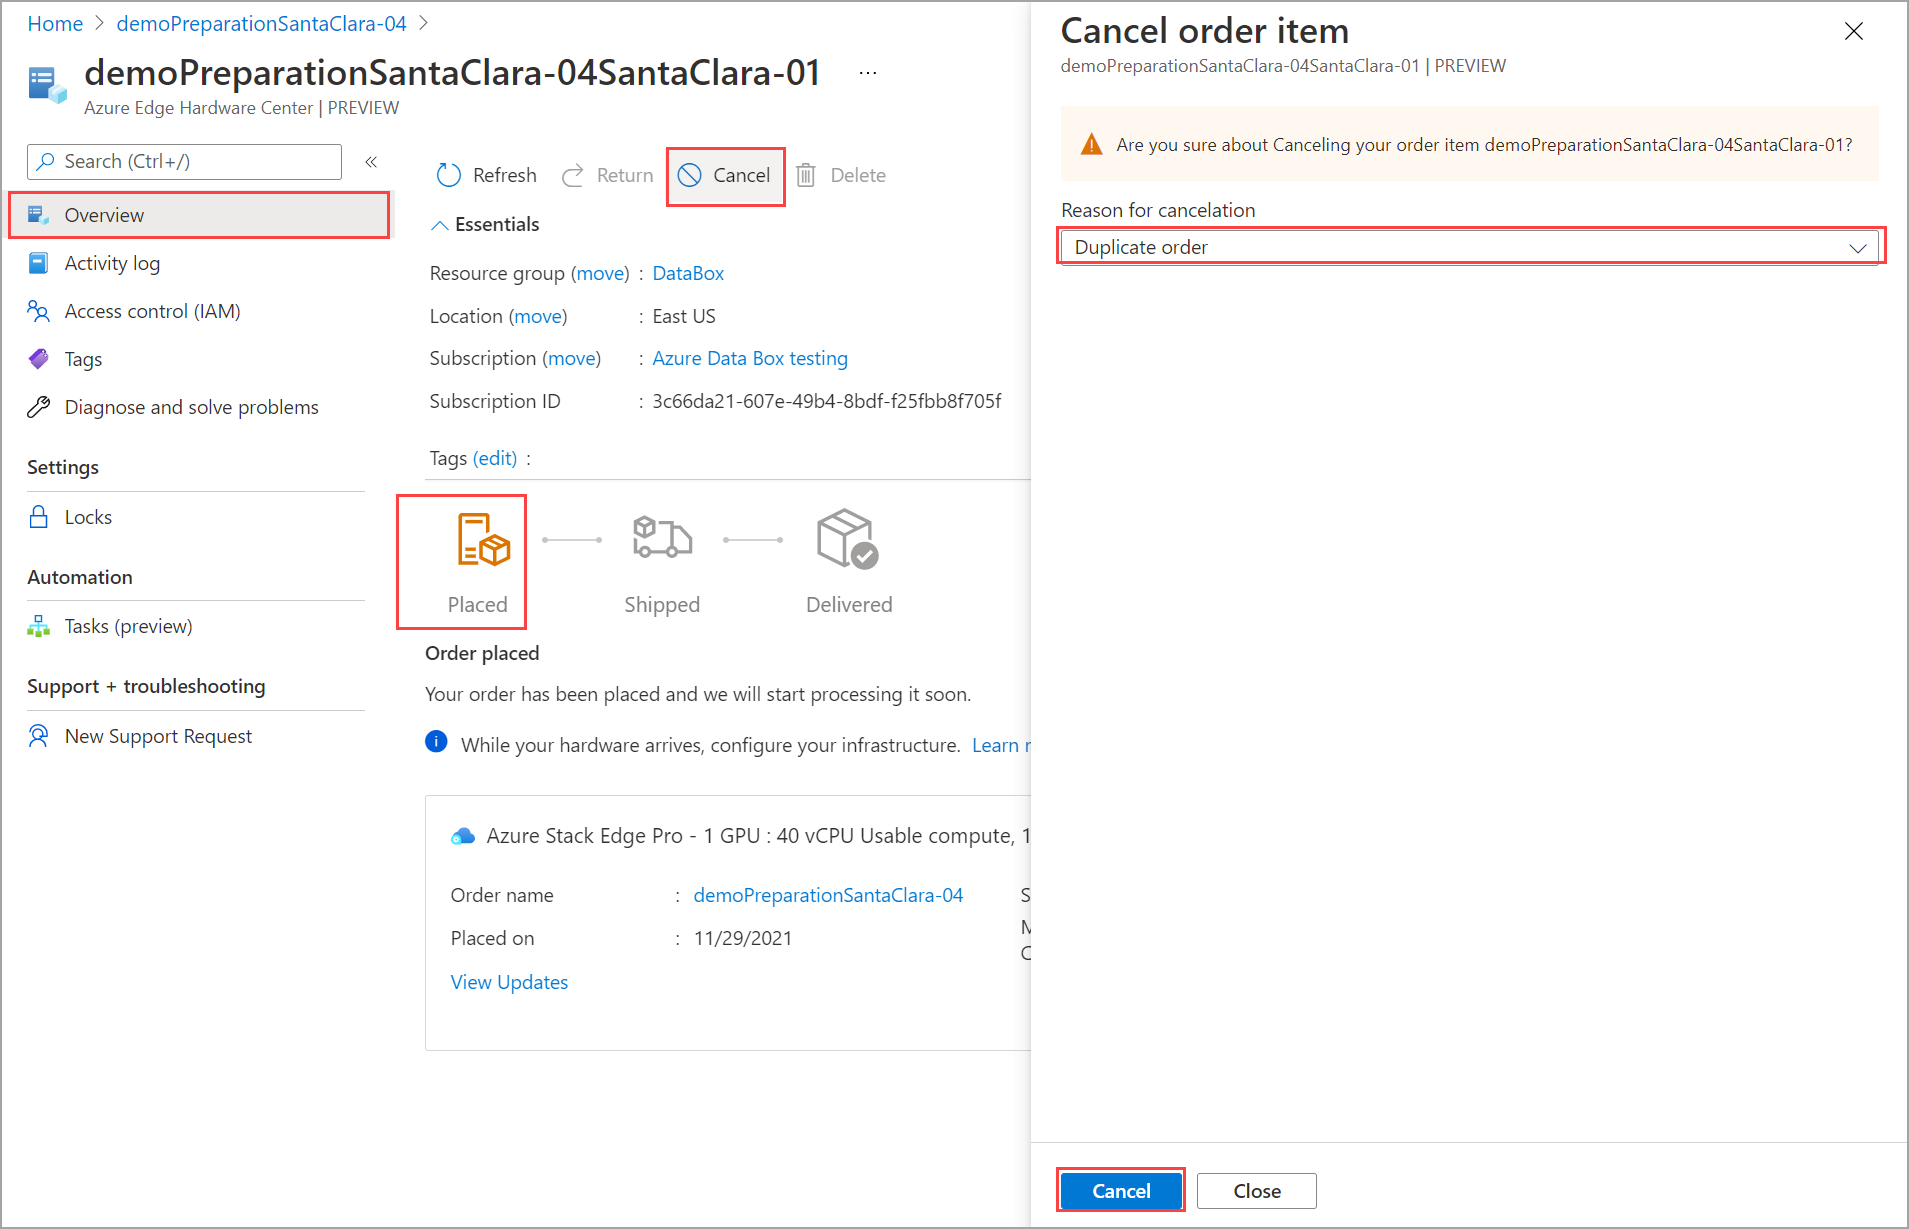 Home > demoPreparationSantaClara-04 >
demoPreparationSantaClara-04SantaClara-01 ...
Azure Edge Hardware Center | PREVIEW
Search (Ctrl+/) «
Overview
Activity log
Access control (IAM)
Tags
Diagnose and solve problems
Settings
Locks
Automation
Tasks (preview)
Support + troubleshooting
New Support Request
Refresh Return Cancel Delete
Essentials
Resource group (move) : DataBox
Location (move) : East US
Subscription (move) : Azure Data Box testing
Subscription ID : 3c66da21-607e-49b4-8bdf-f25fbb8f705f
Tags (edit) :
Placed Shipped Delivered
Order placed
Your order has been placed and we will start processing it soon.
While your hardware arrives, configure your infrastructure. Learn
Azure Stack Edge Pro - 1 GPU : 40 vCPU Usable compute, 1
Order name : demoPreparationSantaClara-04
Placed on : 11/29/2021
View Updates
Cancel order item
demoPreparationSantaClara-04SantaClara-01 | PREVIEW
Are you sure about Canceling your order item demoPreparationSantaClara-04SantaClara-01?
Reason for cancelation
Duplicate order
Cancel Close